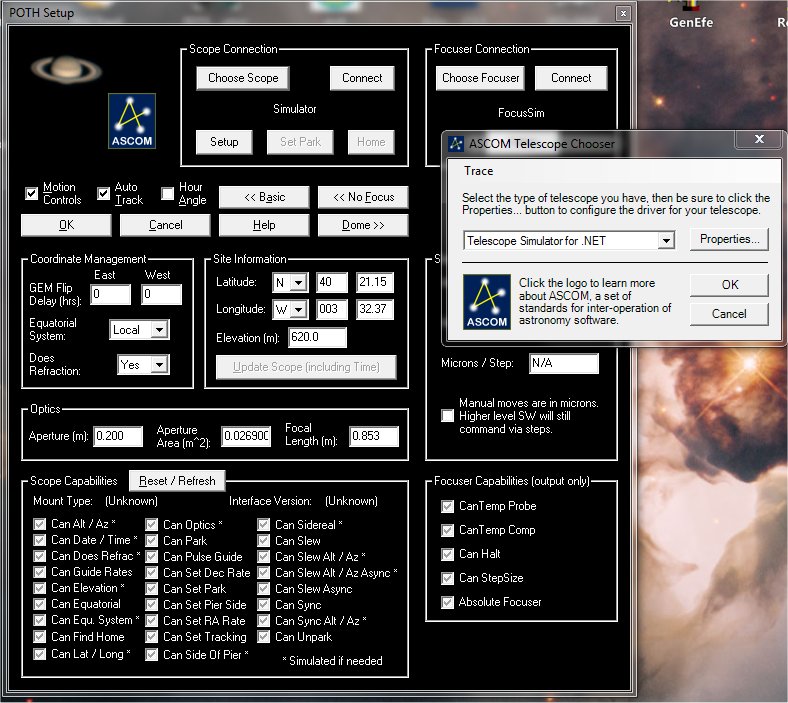 POTH Setup
GenEfe
Scope Connection
Choose Scope
Connect
Simulator
Setup
Set Park
Home
Focuser Connection
Choose Focuser
Connect
FocusSim
ASCOM
Motion
Controls
Auto
Track
Hour
Angle
<< Basic
<< No Focus
OK
Cancel
Help
Dome >>
ASCOM Telescope Chooser
Trace
Select the type of telescope you have, then be sure to click the
Properties... button to configure the driver for your telescope.
Telescope Simulator for .NET
Properties...
ASCOM
Click the logo to learn more
about ASCOM, a set of
standards for inter-operation of
astronomy software.
OK
Cancel
Coordinate Management
East
West
GEM Flip
Delay (hrs):
0
0
Equatorial
System:
Local
Does
Refraction:
Yes
Site Information
Latitude:
N
40
21.15
Longitude:
W
003
32.37
Elevation (m):
620.0
Update Scope (including Time)
Microns / Step:
N/A
Manual moves are in microns.
Higher level SW will still
command via steps.
Optics
Aperture (m):
0.200
Aperture
Area (m^2):
0.02690(
Focal
Length (m):
0.853
Scope Capabilities
Reset / Refresh
Mount Type:
(Unknown)
Interface Version:
(Unknown)
Can Alt / Az *
Can Date / Time *
Can Does Refrac *
Can Guide Rates
Can Elevation *
Can Equatorial
Can Equ. System *
Can Find Home
Can Lat / Long *
Can Optics *
Can Park
Can Pulse Guide
Can Set Dec Rate
Can Set Park
Can Set Pier Side
Can Set RA Rate
Can Set Tracking
Can Side Of Pier *
Can Sidereal *
Can Slew
Can Slew Alt / Az *
Can Slew Alt / Az Async *
Can Slew Async
Can Sync
Can Sync Alt / Az *
Can Unpark
* Simulated if needed
Focuser Capabilities (output only)
CanTemp Probe
CanTemp Comp
Can Halt
Can StepSize
Absolute Focuser